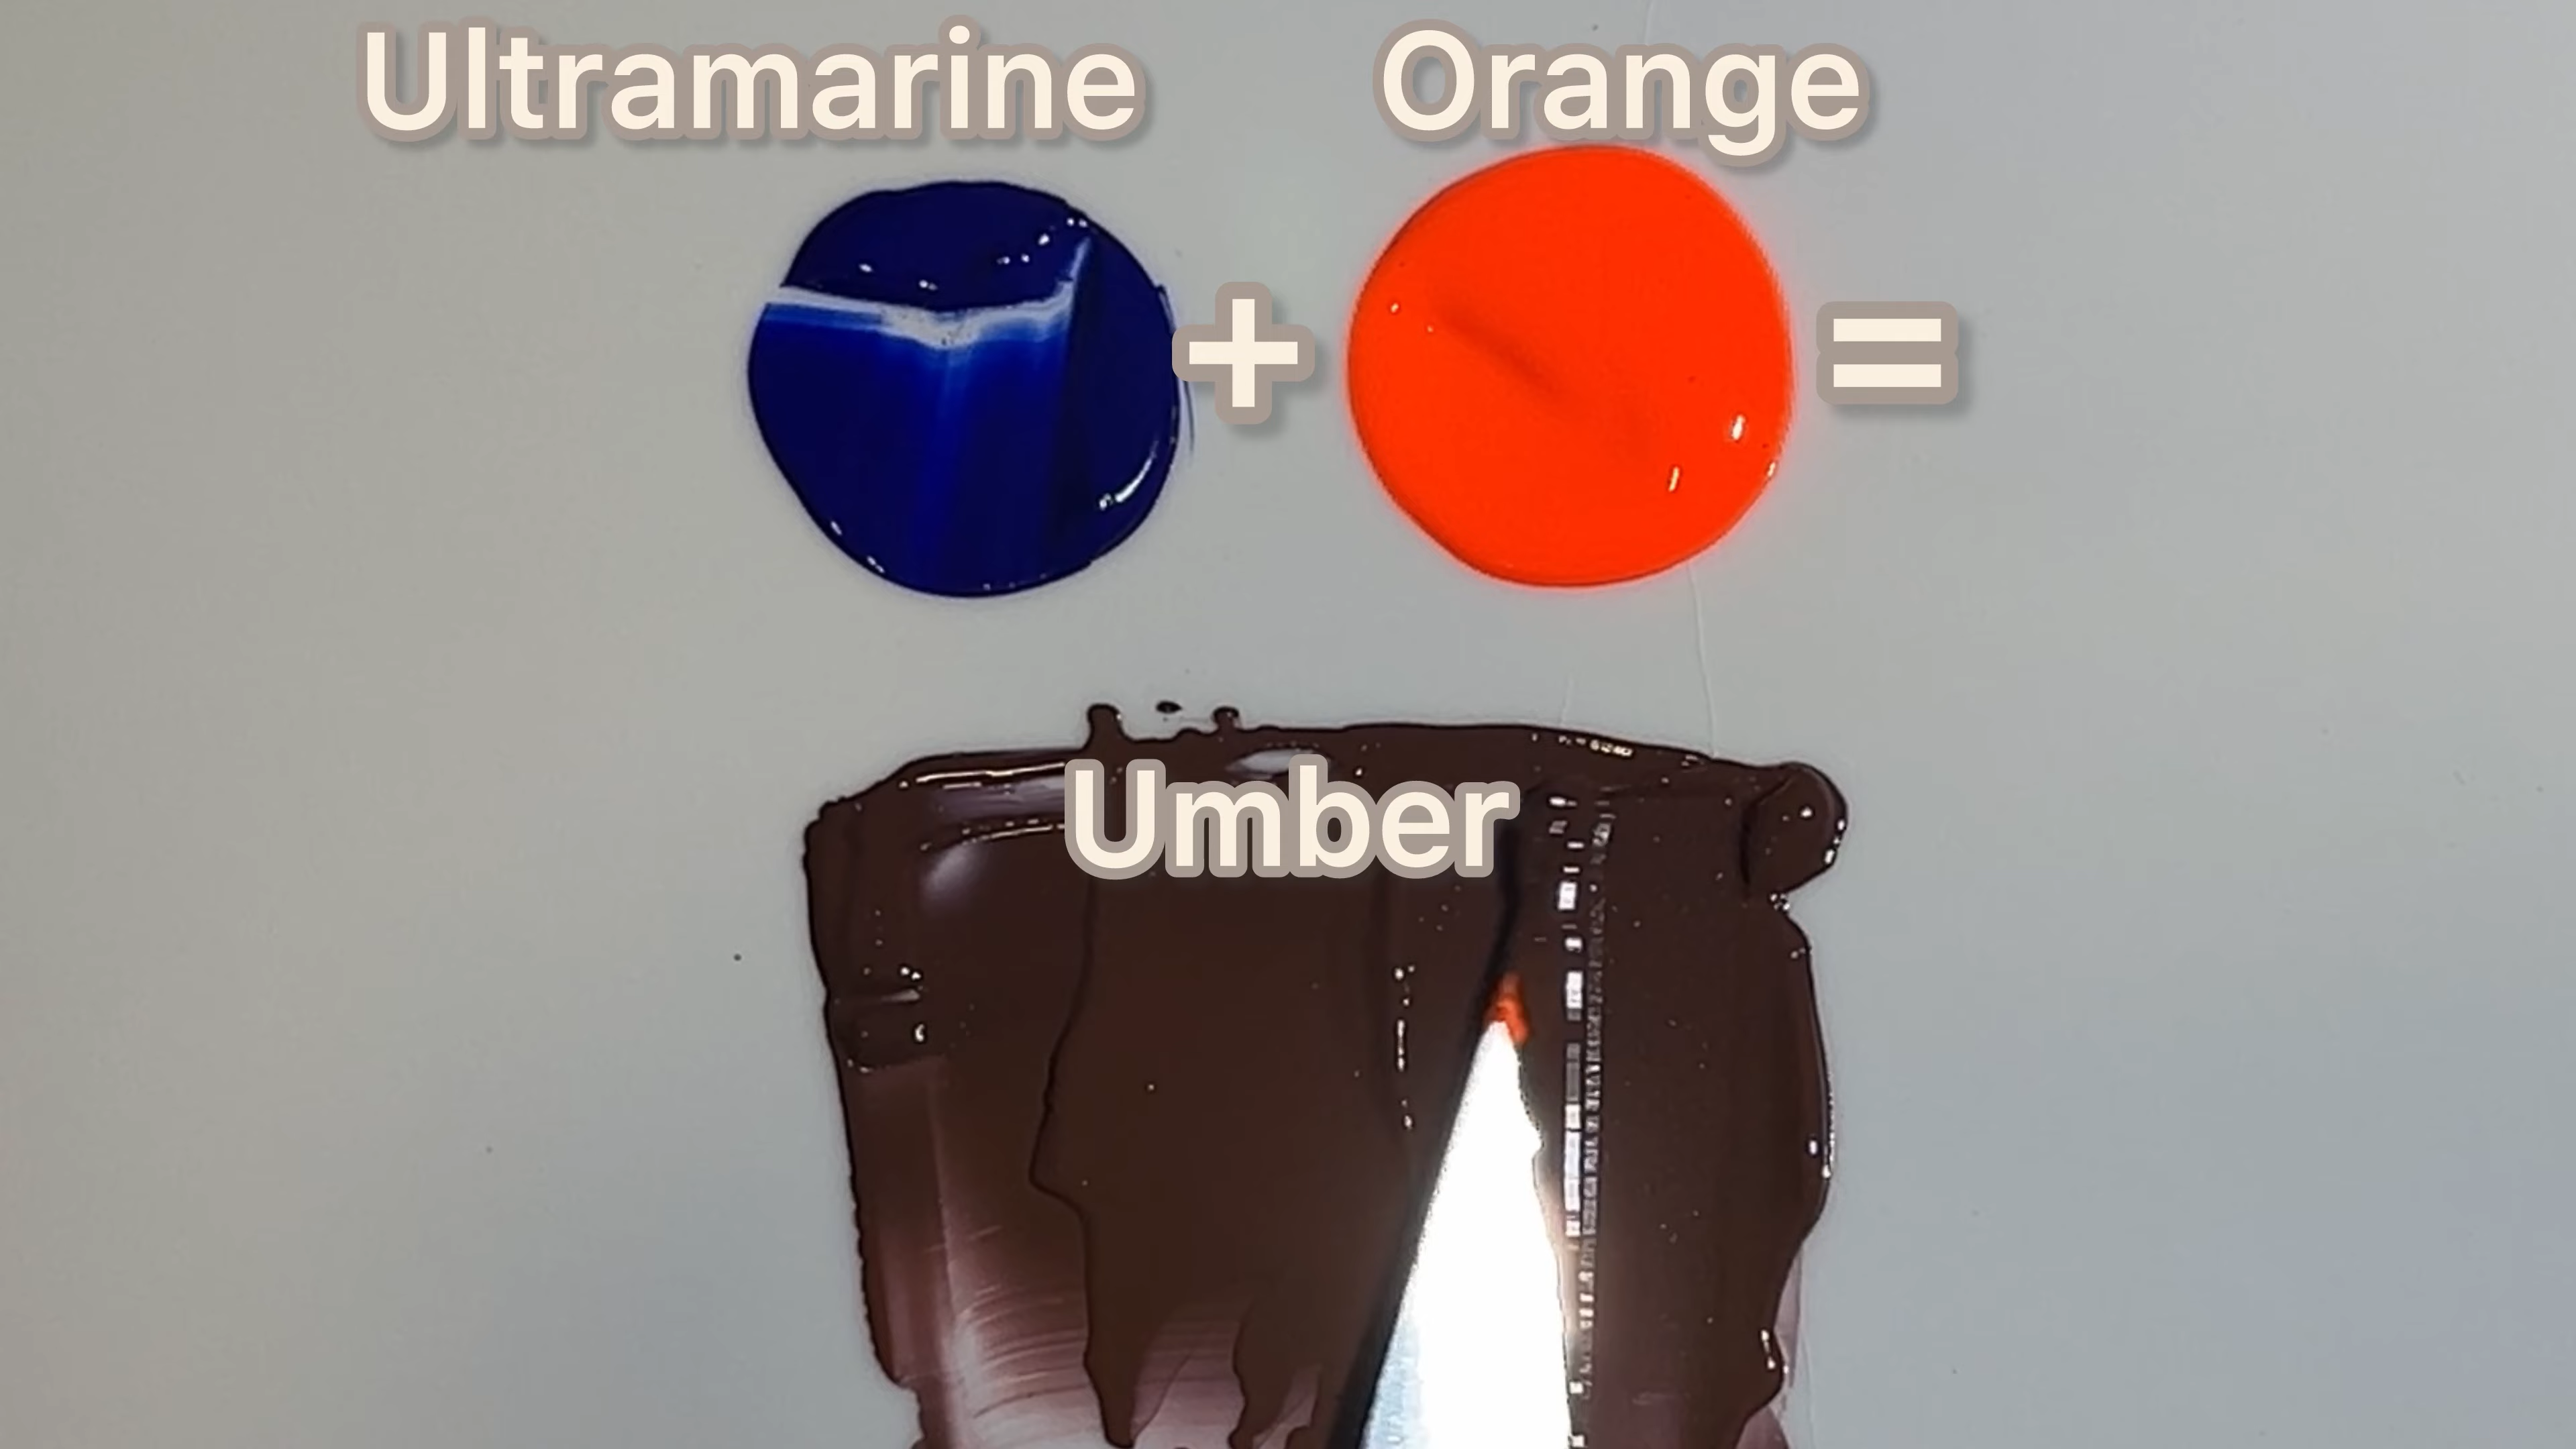 Ultramarine Orange
+ =
Umber